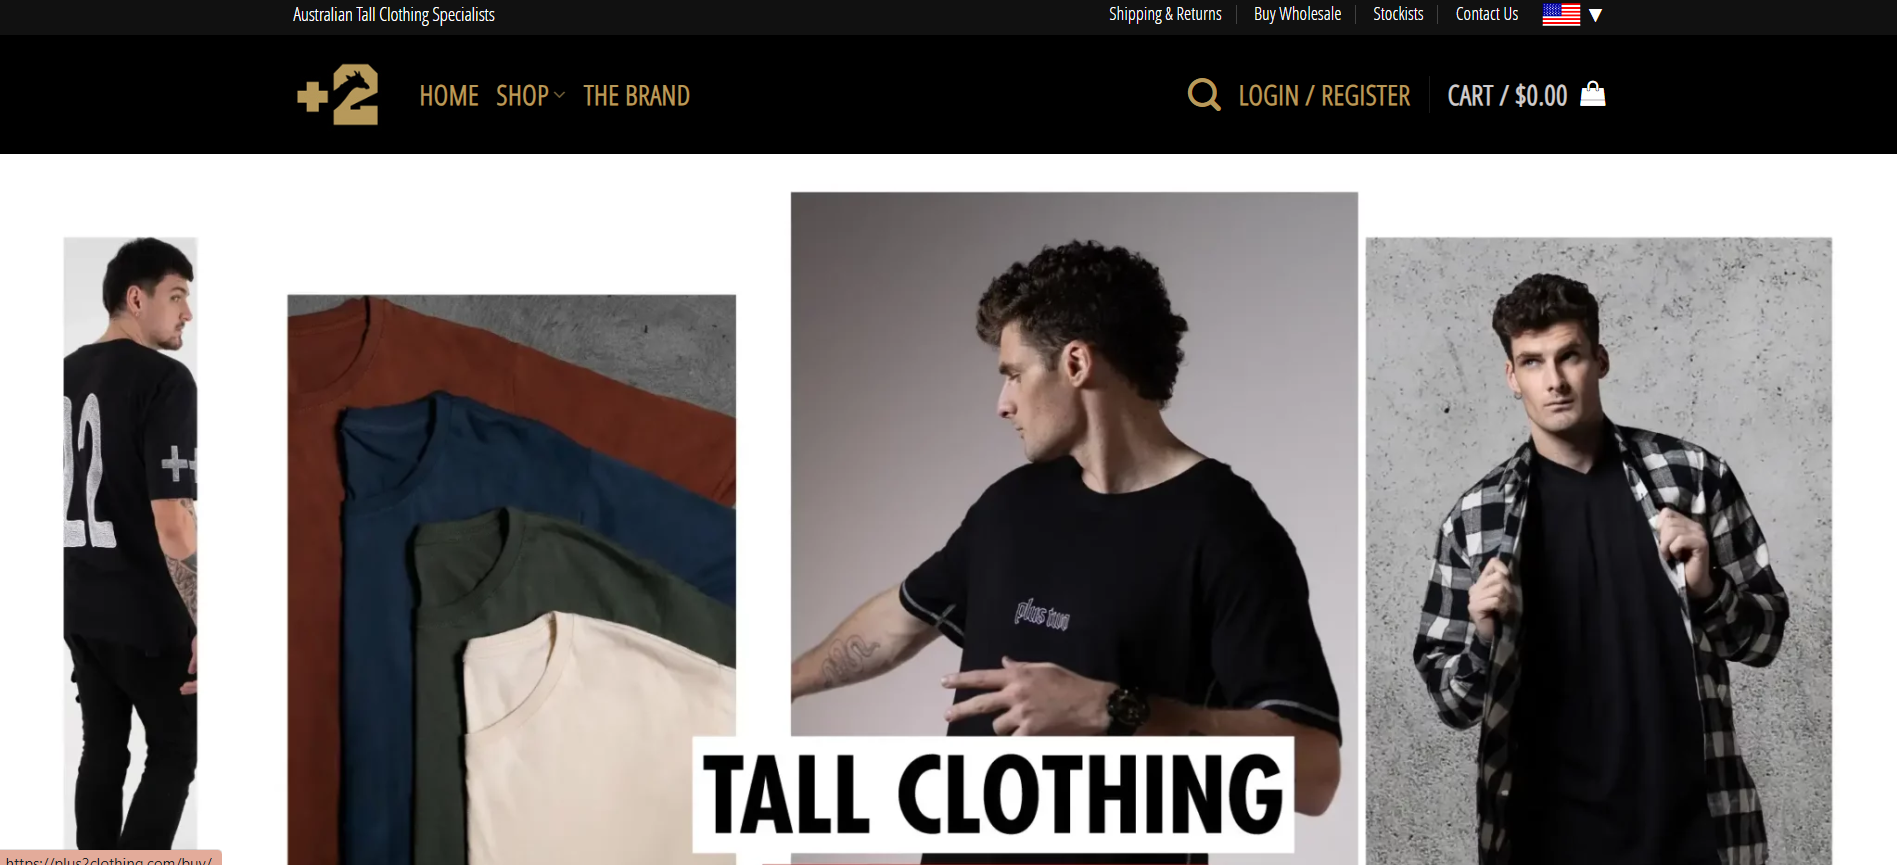 Australian Tall Clothing Specialists
Shipping & Returns
Buy Wholesale
Stockists
Contact Us
+2
HOME
SHOP
THE BRAND
LOGIN / REGISTER
CART / $0.00
22
++
plus two
TALL CLOTHING
https://plus2clothing.com/buy/